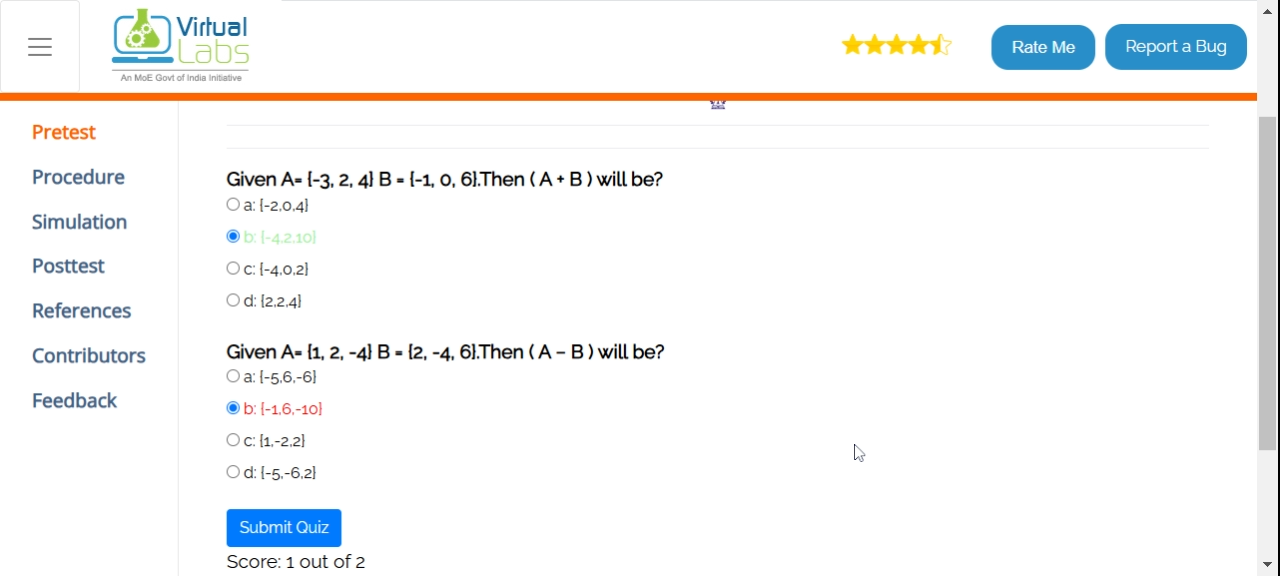 Virtual
Labs
An MoE Govt of India Initiative
Rate Me
Report a Bug
Pretest
Procedure
Simulation
Posttest
References
Contributors
Feedback
Given A= {-3, 2, 4} B = {-1, 0, 6}.Then ( A + B ) will be?
a: {-2,0,4}
b: {-4,2,10}
c: {-4,0,2}
d: {2,2,4}
Given A= {1, 2, -4} B = {2, -4, 6}.Then ( A – B ) will be?
a: {-5,6,-6}
b: {-1,6,-10}
c: {1,-2,2}
d: {-5,-6,2}
Submit Quiz
Score: 1 out of 2